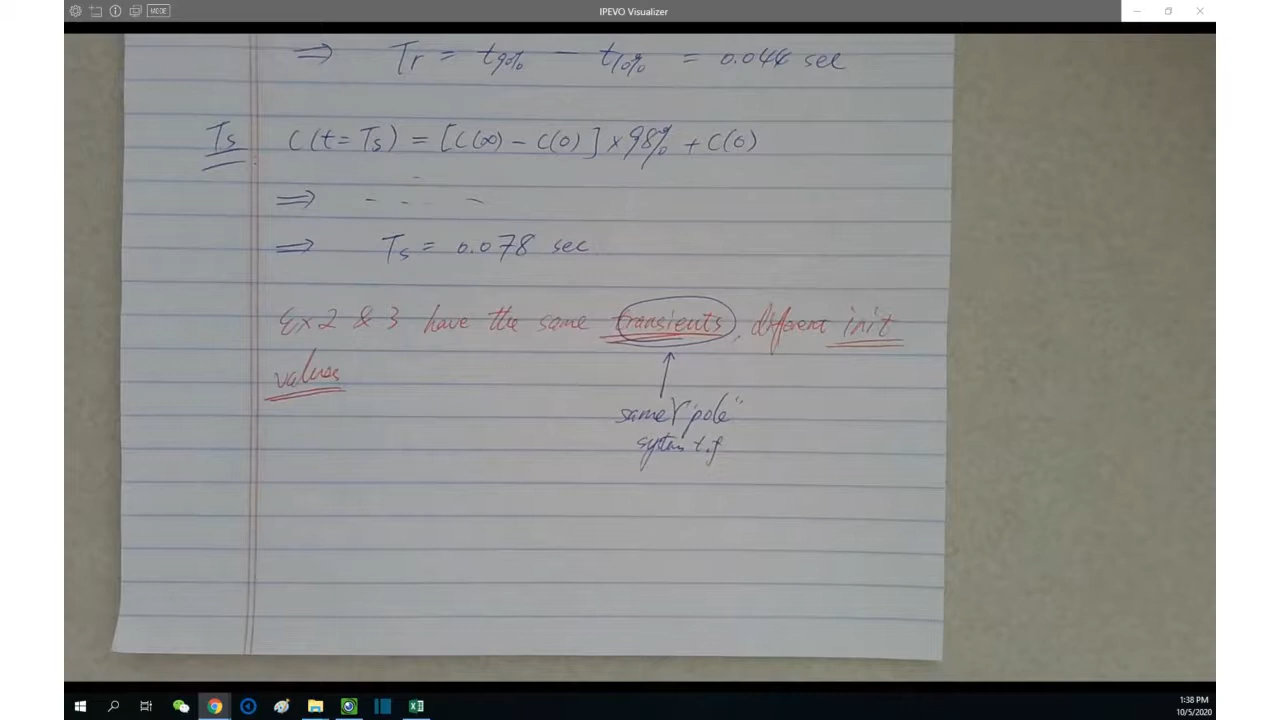 IPEVO Visualizer
MODE
⇒ Tr = t90% − t10% = 0.044 sec
Ts C(t=Ts) = [C(∞) − C(0)] × 98% + C(0)
⇒ - - - -
⇒ Ts = 0.078 sec
Ex 2 & 3 have the same transients, different init
values
same "pole"
t.f
1:38 PM
10/5/2020